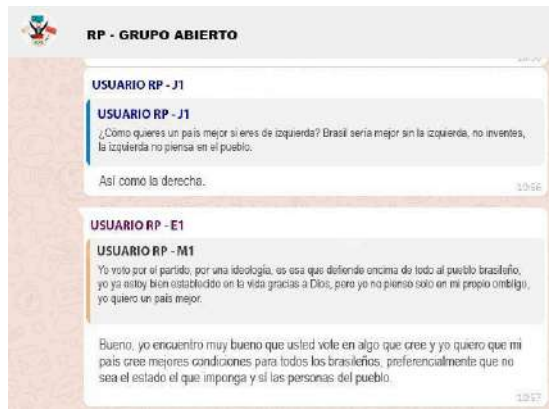 RP - GRUPO ABIERTO
USUARIO RP - J1
USUARIO RP - J1
¿Cómo quieres un país mejor si eres de izquierda? Brasil sería mejor sin la izquierda, no inventes,
la izquierda no piensa en el pueblo.
Así como la derecha.
10:56
USUARIO RP - E1
USUARIO RP - M1
Yo voto por el partido, por una ideología, es esa que defiende encima de todo al pueblo brasileño,
yo ya estoy bien establecido en la vida gracias a Dios, pero yo no pienso solo en mi propio ombligo,
yo quiero un país mejor.
Bueno, yo encuentro muy bueno que usted vote en algo que cree y yo quiero que mi
país cree mejores condiciones para todos los brasileños, preferencialmente que no
sea el estado el que imponga y sí las personas del pueblo.
10:57